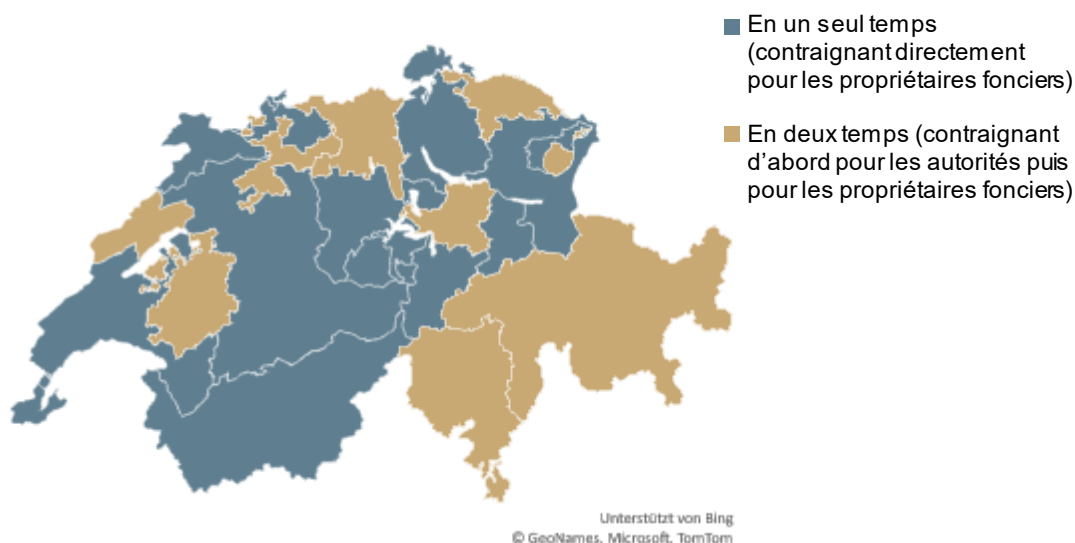 En un seul temps
(contraignant directement
pour les propriétaires fonciers)
En deux temps (contraignant
d’abord pour les autorités puis
pour les propriétaires fonciers)
Unterstützt von Bing
© GeoNames, Microsoft, TomTom